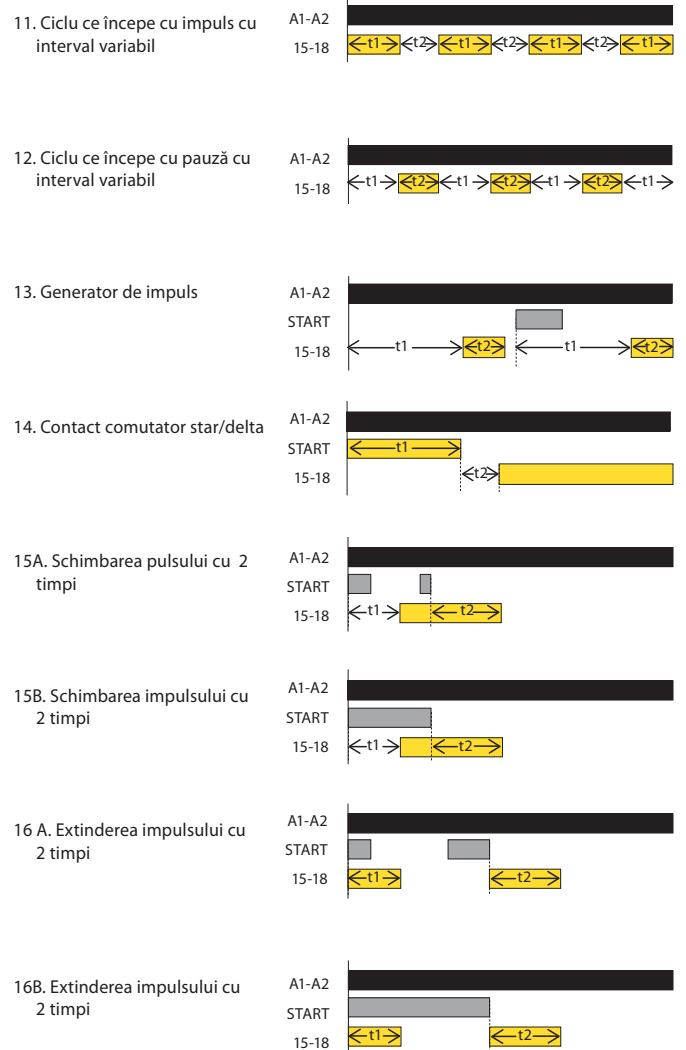 11. Ciclu ce începe cu impuls cu
interval variabil
A1-A2
15-18
t1 t2 t1 t2 t1 t2 t1
12. Ciclu ce începe cu pauză cu
interval variabil
A1-A2
15-18
t1 t2 t1 t2 t1 t2 t1
13. Generator de impuls
A1-A2
START
15-18
t1 t2 t1 t2
14. Contact comutator star/delta
A1-A2
START
t1
15-18
t2
15A. Schimbarea pulsului cu 2
timpi
A1-A2
START
15-18
t1 t2
15B. Schimbarea impulsului cu
2 timpi
A1-A2
START
15-18
t1 t2
16 A. Extinderea impulsului cu
2 timpi
A1-A2
START
15-18
t1 t2
16B. Extinderea impulsului cu
2 timpi
A1-A2
START
15-18
t1 t2